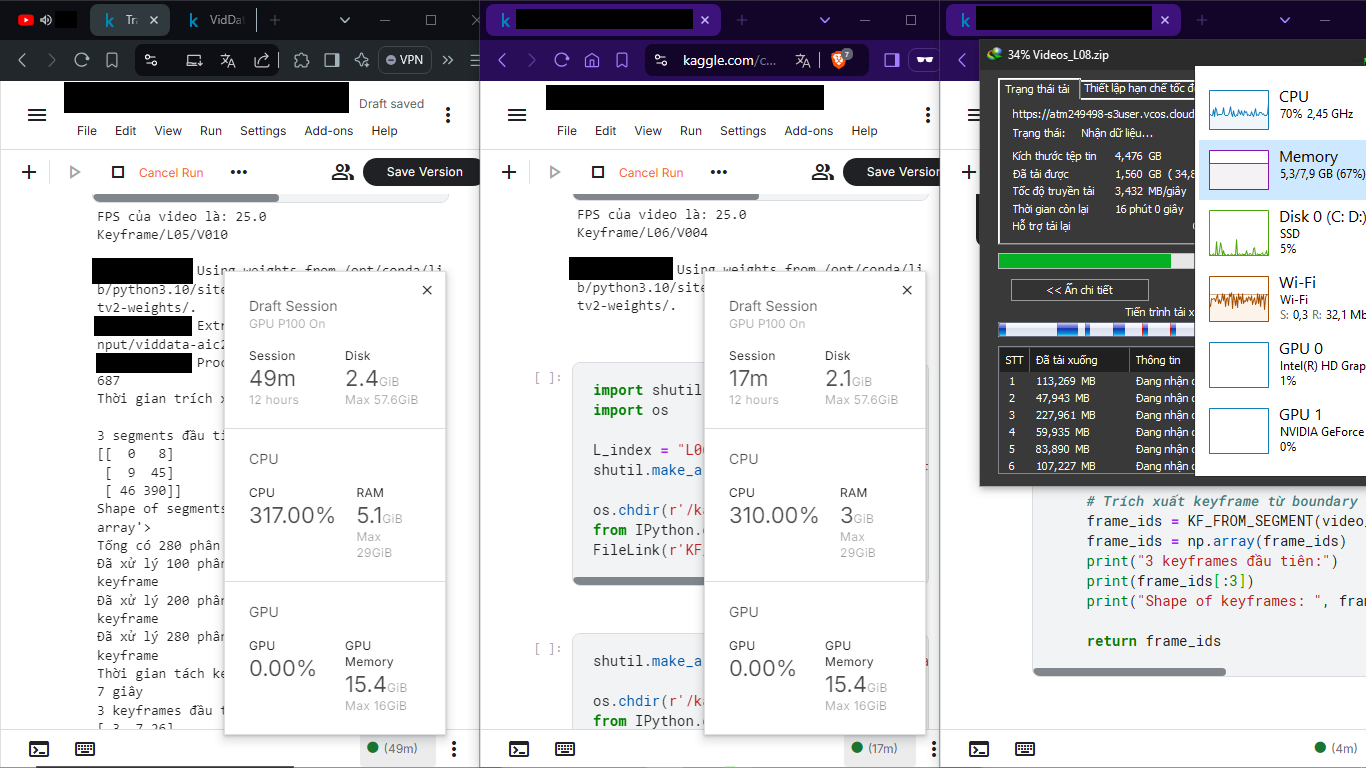 Tra
VidDa
Draft saved
VPN
File Edit View Run Settings Add-ons Help
Cancel Run
Save Version
FPS của video là: 25.0
Keyframe/L05/V010
Using weights from /opt/conda/li
b/python3.10/site
tv2-weights/.
Extr
nput/viddata-aic2
Proc
687
Thời gian trích x
3 segments đầu ti
[[ 0 8]
[ 9 45]
[ 46 390]]
Shape of segments
array'>
Tổng có 280 phân
Đã xử lý 100 phân
keyframe
Đã xử lý 200 phân
keyframe
Đã xử lý 280 phân
keyframe
Thời gian tách ke
7 giây
3 keyframes đầu t
[ 3 7 26]
Draft Session
GPU P100 On
Session Disk
49m 2.4GiB
12 hours Max 57.6GiB
CPU
CPU RAM
317.00% 5.1GiB
Max
29GiB
GPU
GPU GPU
Memory
0.00%
15.4GiB
Max 16GiB
(49m)
kaggle.com/c...
7
File Edit View Run Settings Add-ons Help
Cancel Run
Save Version
FPS của video là: 25.0
Keyframe/L06/V004
Using weights from /opt/conda/li
b/python3.10/site
tv2-weights/.
[ ]:
import shutil
import os
L_index = "L0
shutil.make_a
os.chdir(r'/k
from IPython.
FileLink(r'KF
[ ]:
shutil.make_a
os.chdir(r'/k
from IPython.
Draft Session
GPU P100 On
Session Disk
17m 2.1GiB
12 hours Max 57.6GiB
CPU
CPU RAM
310.00% 3GiB
Max
29GiB
GPU
GPU GPU
Memory
0.00%
15.4GiB
Max 16GiB
(17m)
34% Videos_L08.zip
Trạng thái tải Thiết lập hạn chế tốc đ
https://atm249498-s3user.vcos.cloud
Trạng thái: Nhận dữ liệu...
Kích thước tệp tin 4,476 GB
Đã tải được 1,560 GB ( 34,8
Tốc độ truyền tải 3,432 MB/giây
Thời gian còn lại 16 phút 0 giây
Hỗ trợ tải lại
<< Ẩn chi tiết
Tiến trình tải x
STT Đã tải xuống Thông tin
1 113,269 MB Đang nhận d
2 47,943 MB Đang nhận d
3 227,961 MB Đang nhận d
4 59,935 MB Đang nhận d
5 83,890 MB Đang nhận d
6 107,227 MB Đang nhận d
CPU
70% 2,45 GHz
Memory
5,3/7,9 GB (67%)
Disk 0 (C: D:)
SSD
5%
Wi-Fi
Wi-Fi
S: 0,3 R: 32,1 Mb
GPU 0
Intel(R) HD Grap
1%
GPU 1
NVIDIA GeForce
0%
# Trích xuất keyframe từ boundary
frame_ids = KF_FROM_SEGMENT(video,
frame_ids = np.array(frame_ids)
print("3 keyframes đầu tiên:")
print(frame_ids[:3])
print("Shape of keyframes: ", fram
return frame_ids
(4m)